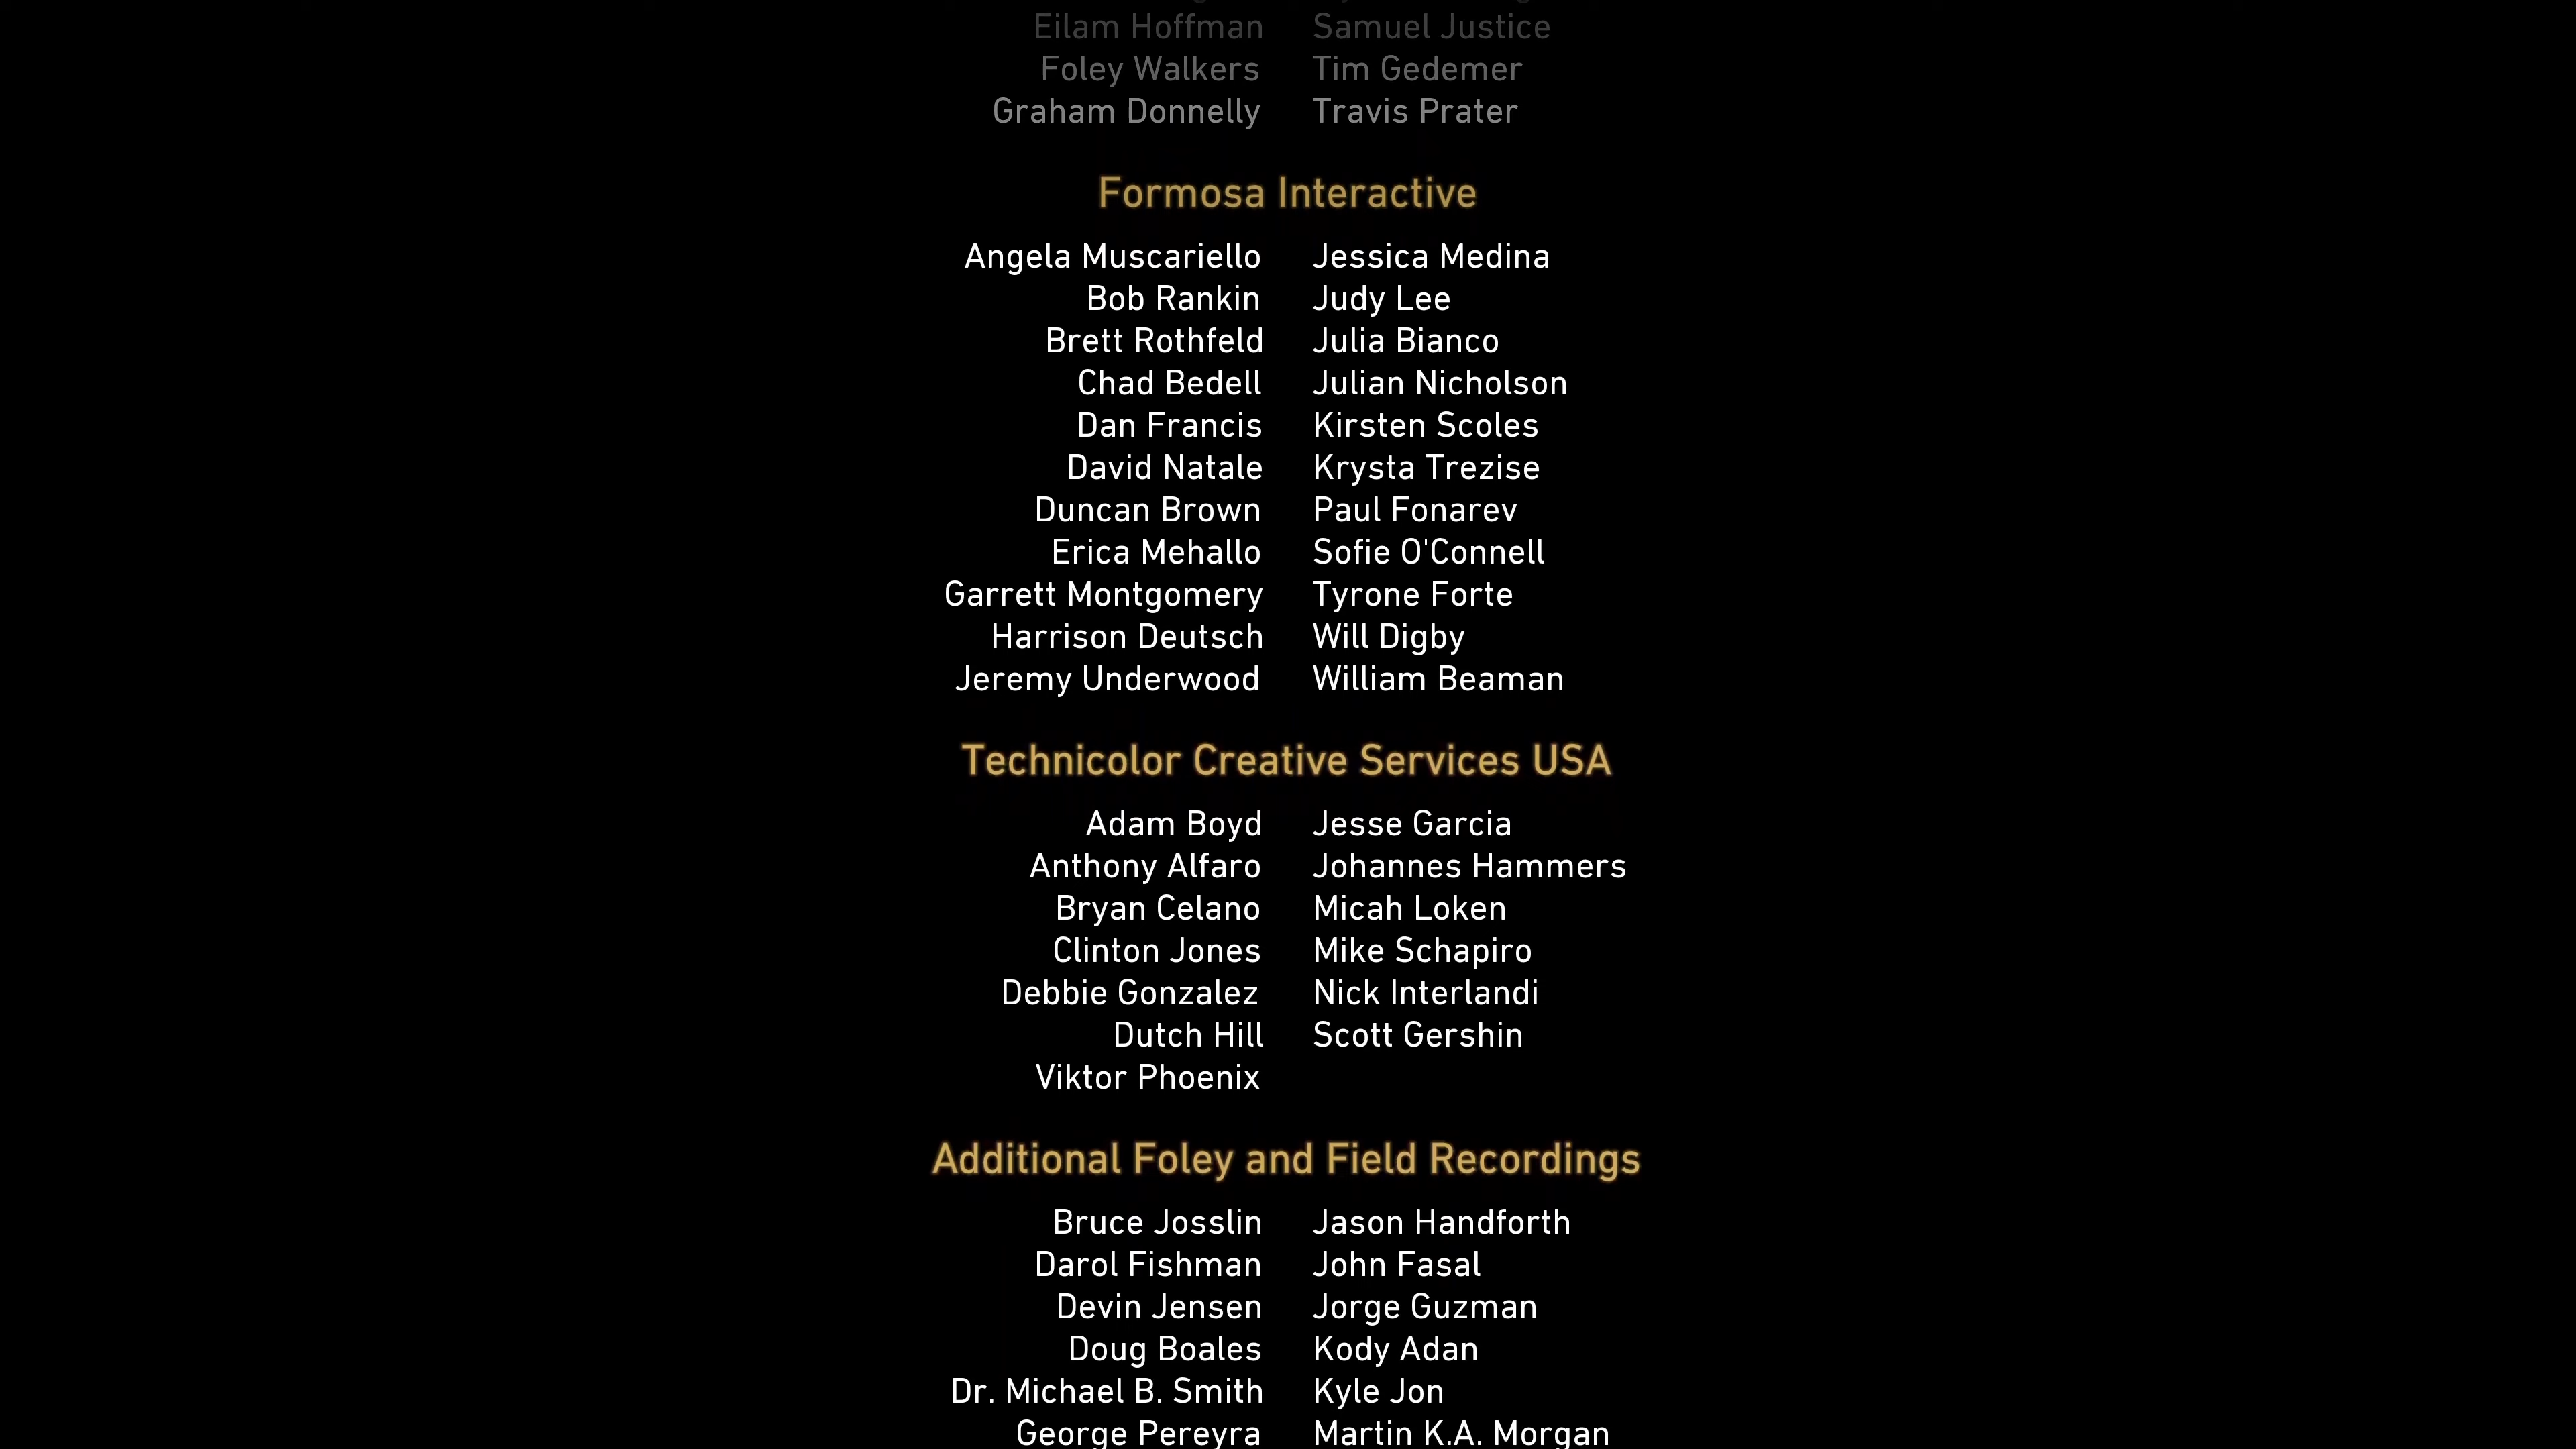 Eilam Hoffman Samuel Justice
Foley Walkers Tim Gedemer
Graham Donnelly Travis Prater
Formosa Interactive
Angela Muscariello Jessica Medina
Bob Rankin Judy Lee
Brett Rothfeld Julia Bianco
Chad Bedell Julian Nicholson
Dan Francis Kirsten Scoles
David Natale Krysta Trezise
Duncan Brown Paul Fonarev
Erica Mehallo Sofie O'Connell
Garrett Montgomery Tyrone Forte
Harrison Deutsch Will Digby
Jeremy Underwood William Beaman
Technicolor Creative Services USA
Adam Boyd Jesse Garcia
Anthony Alfaro Johannes Hammers
Bryan Celano Micah Loken
Clinton Jones Mike Schapiro
Debbie Gonzalez Nick Interlandi
Dutch Hill Scott Gershin
Viktor Phoenix
Additional Foley and Field Recordings
Bruce Josslin Jason Handforth
Darol Fishman John Fasal
Devin Jensen Jorge Guzman
Doug Boales Kody Adan
Dr. Michael B. Smith Kyle Jon
George Pereyra Martin K.A. Morgan